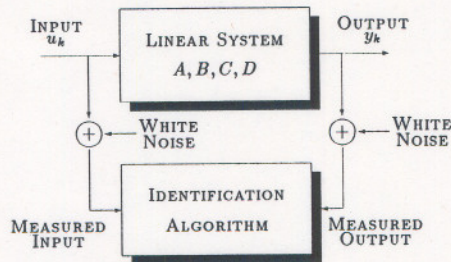 INPUT
u_k
LINEAR SYSTEM
A, B, C, D
OUTPUT
y_k
+
WHITE
NOISE
+
WHITE
NOISE
IDENTIFICATION
ALGORITHM
MEASURED
INPUT
MEASURED
OUTPUT